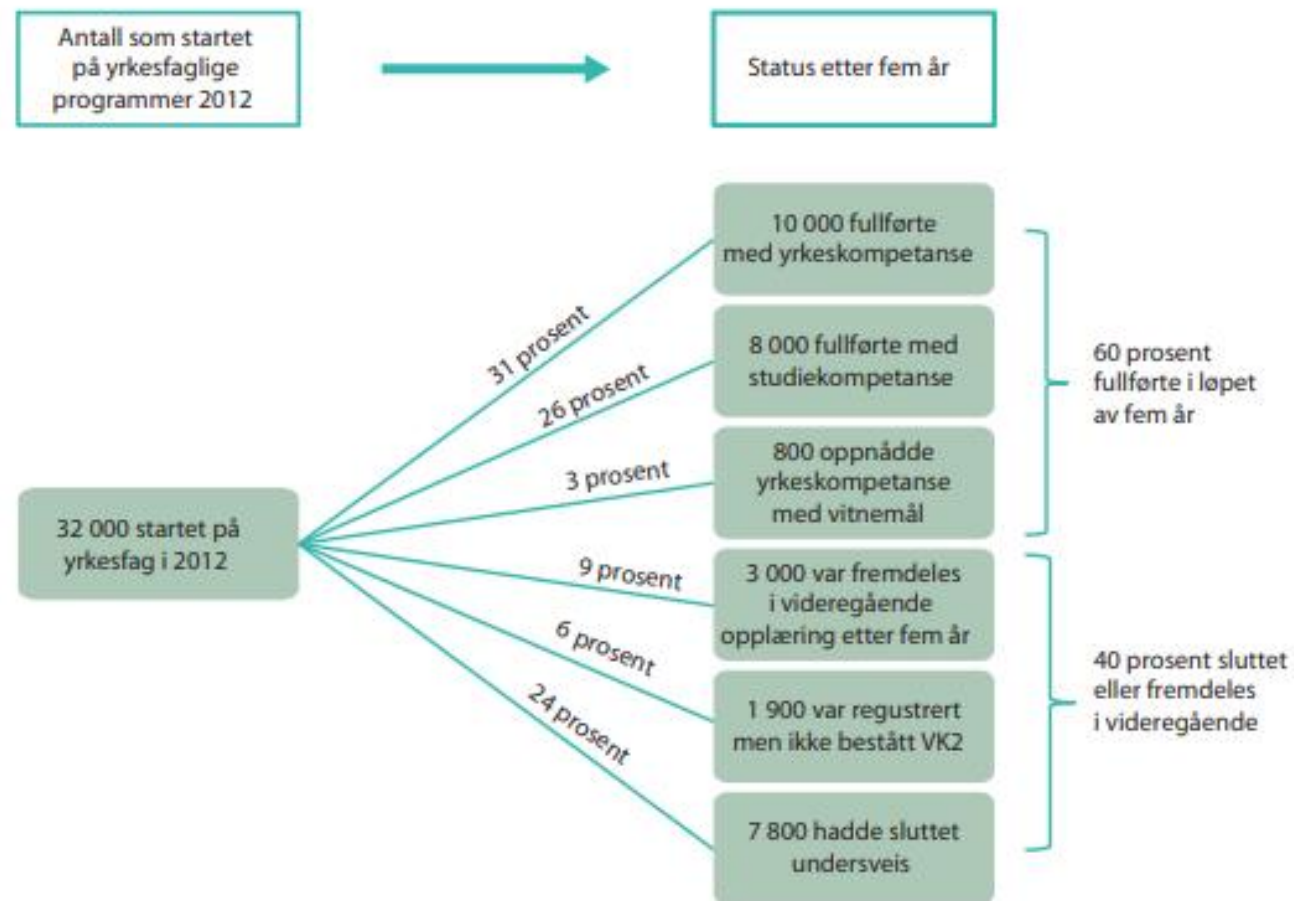 Antall som startet
på yrkesfaglige
programmer 2012
Status etter fem år
32 000 startet på
yrkesfag i 2012
31 prosent
26 prosent
3 prosent
9 prosent
6 prosent
24 prosent
10 000 fullførte
med yrkeskompetanse
8 000 fullførte med
studiekompetanse
800 oppnådde
yrkeskompetanse
med vitnemål
3 000 var fremdeles
i videregående
opplæring etter fem år
1 900 var regustrert
men ikke bestått VK2
7 800 hadde sluttet
undersveis
60 prosent
fullførte i løpet
av fem år
40 prosent sluttet
eller fremdeles
i videregående